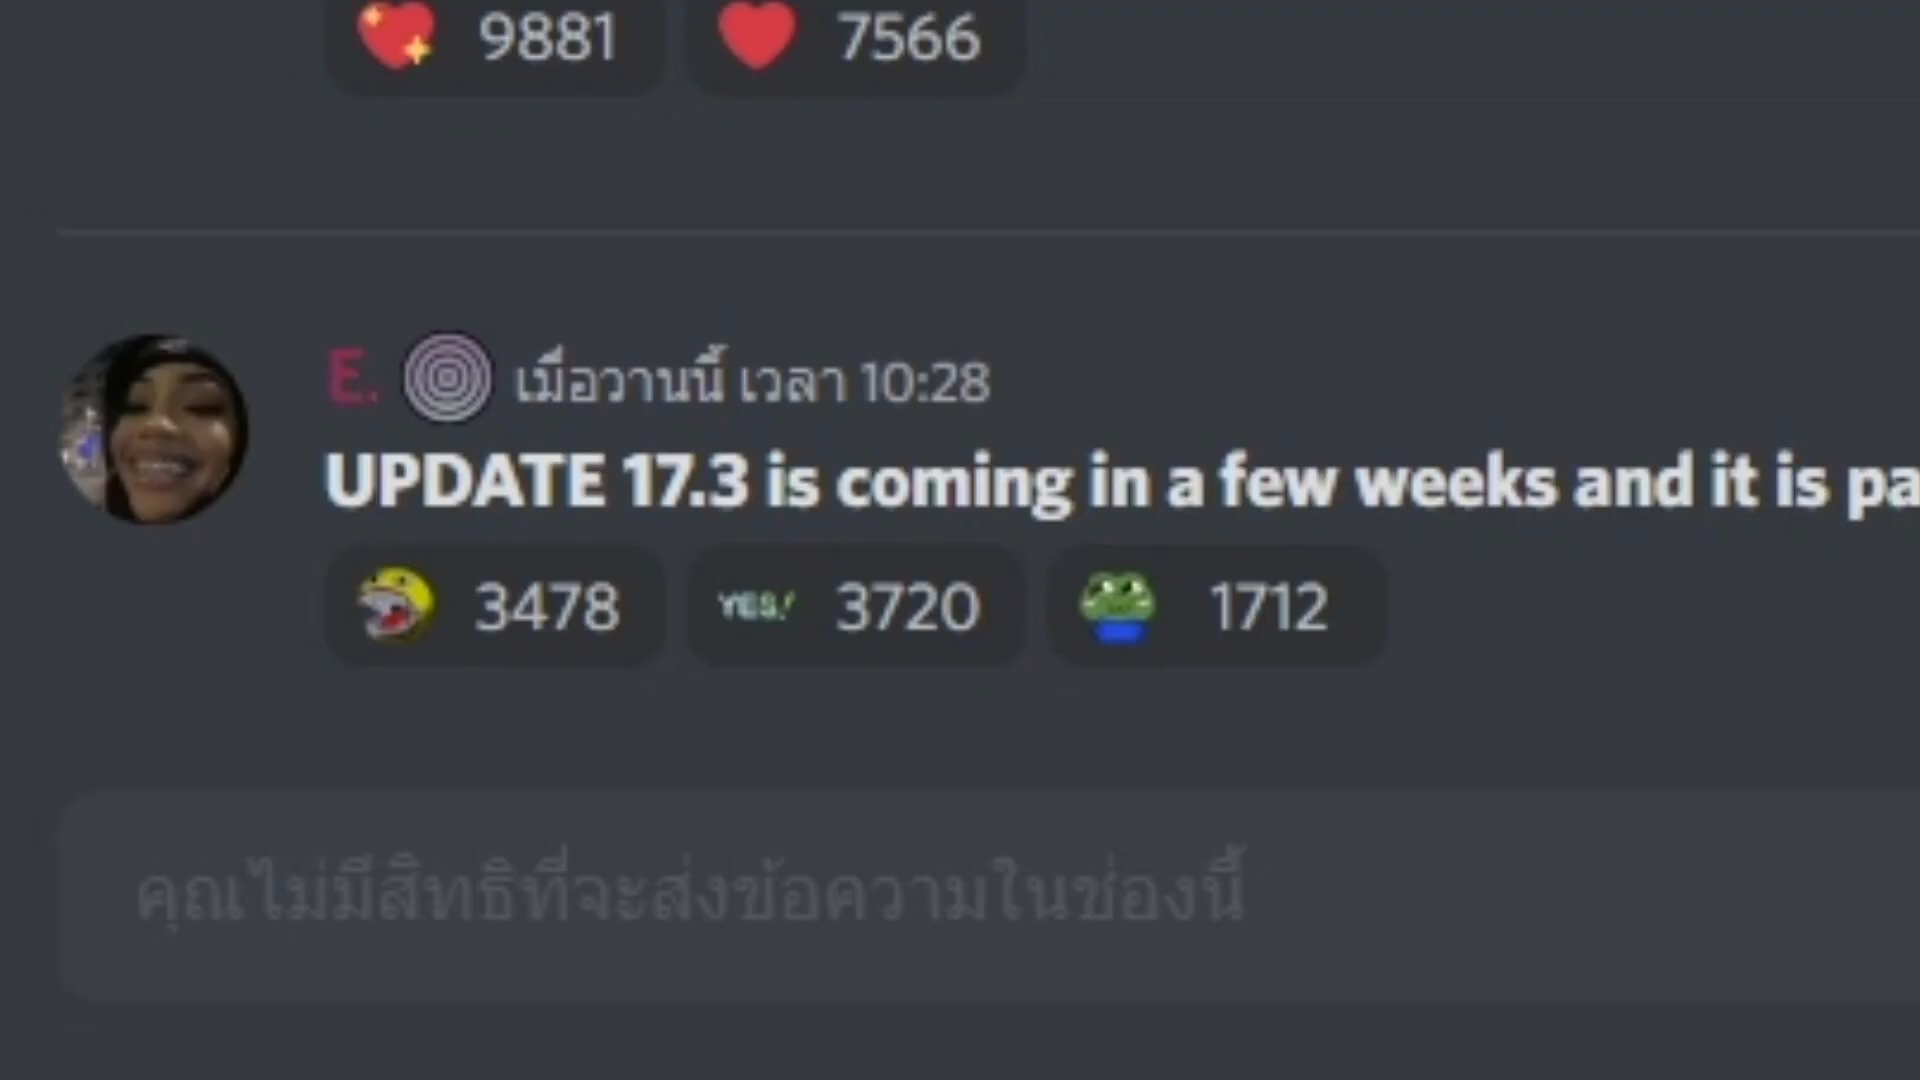 9881 7566
E. เมื่อวานนี้ เวลา 10:28
UPDATE 17.3 is coming in a few weeks and it is pa
3478 YES! 3720 1712
คุณไม่มีสิทธิที่จะส่งข้อความในช่องนี้